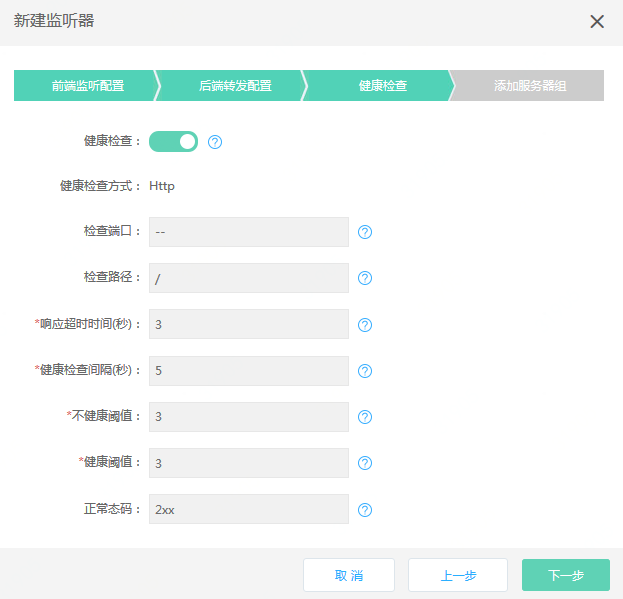 新建监听器
前端监听配置 后端转发配置 健康检查 添加服务器组
健康检查：
健康检查方式： Http
检查端口： --
检查路径： /
*响应超时时间(秒)： 3
*健康检查间隔(秒)： 5
*不健康阈值： 3
*健康阈值： 3
正常态码： 2xx
取 消 上一步 下一步